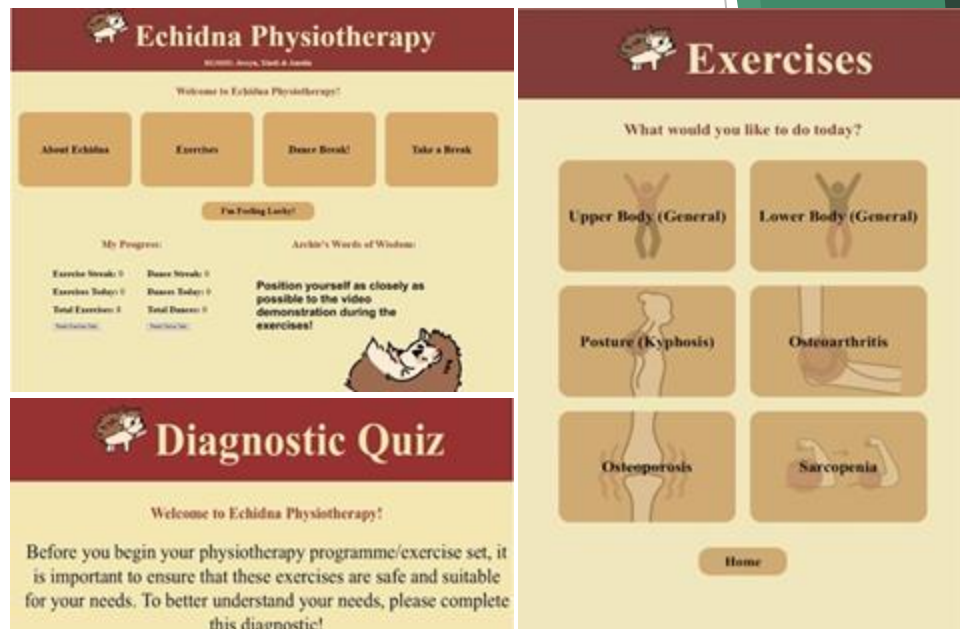 Echidna Physiotherapy
Welcome to Echidna Physiotherapy!
About Echidna
Exercises
Dance Break!
Take a Break
I'm Feeling Lucky!
My Progress:
Archie's Words of Wisdom:
Exercise Streak: 0
Dance Streak: 0
Exercises Today: 0
Dances Today: 0
Total Exercises: 8
Total Dances: 0
Position yourself as closely as
possible to the video
demonstration during the
exercises!
Diagnostic Quiz
Welcome to Echidna Physiotherapy!
Before you begin your physiotherapy programme/exercise set, it
is important to ensure that these exercises are safe and suitable
for your needs. To better understand your needs, please complete
this diagnostic!
Exercises
What would you like to do today?
Upper Body (General)
Lower Body (General)
Posture (Kyphosis)
Osteoarthritis
Osteoporosis
Sarcopenia
Home